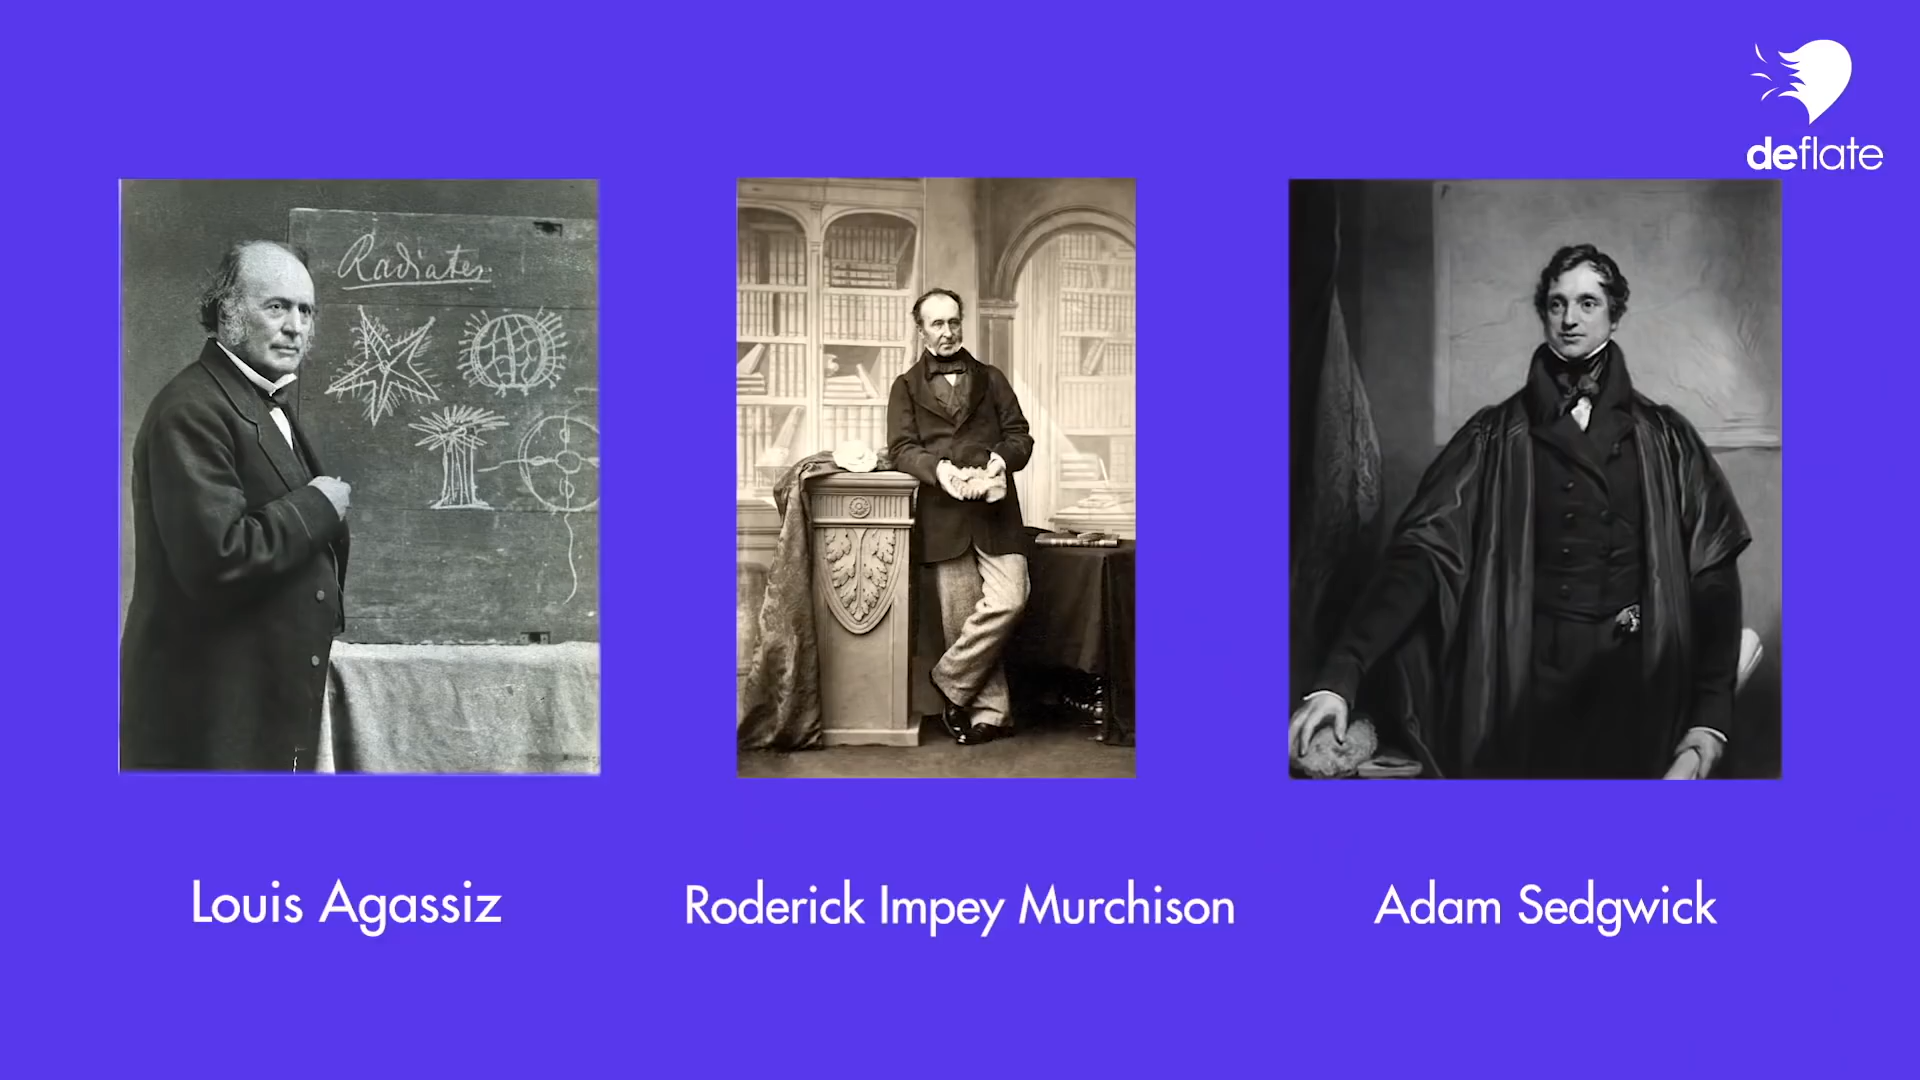 deflate
Radiates
Louis Agassiz
Roderick Impey Murchison
Adam Sedgwick